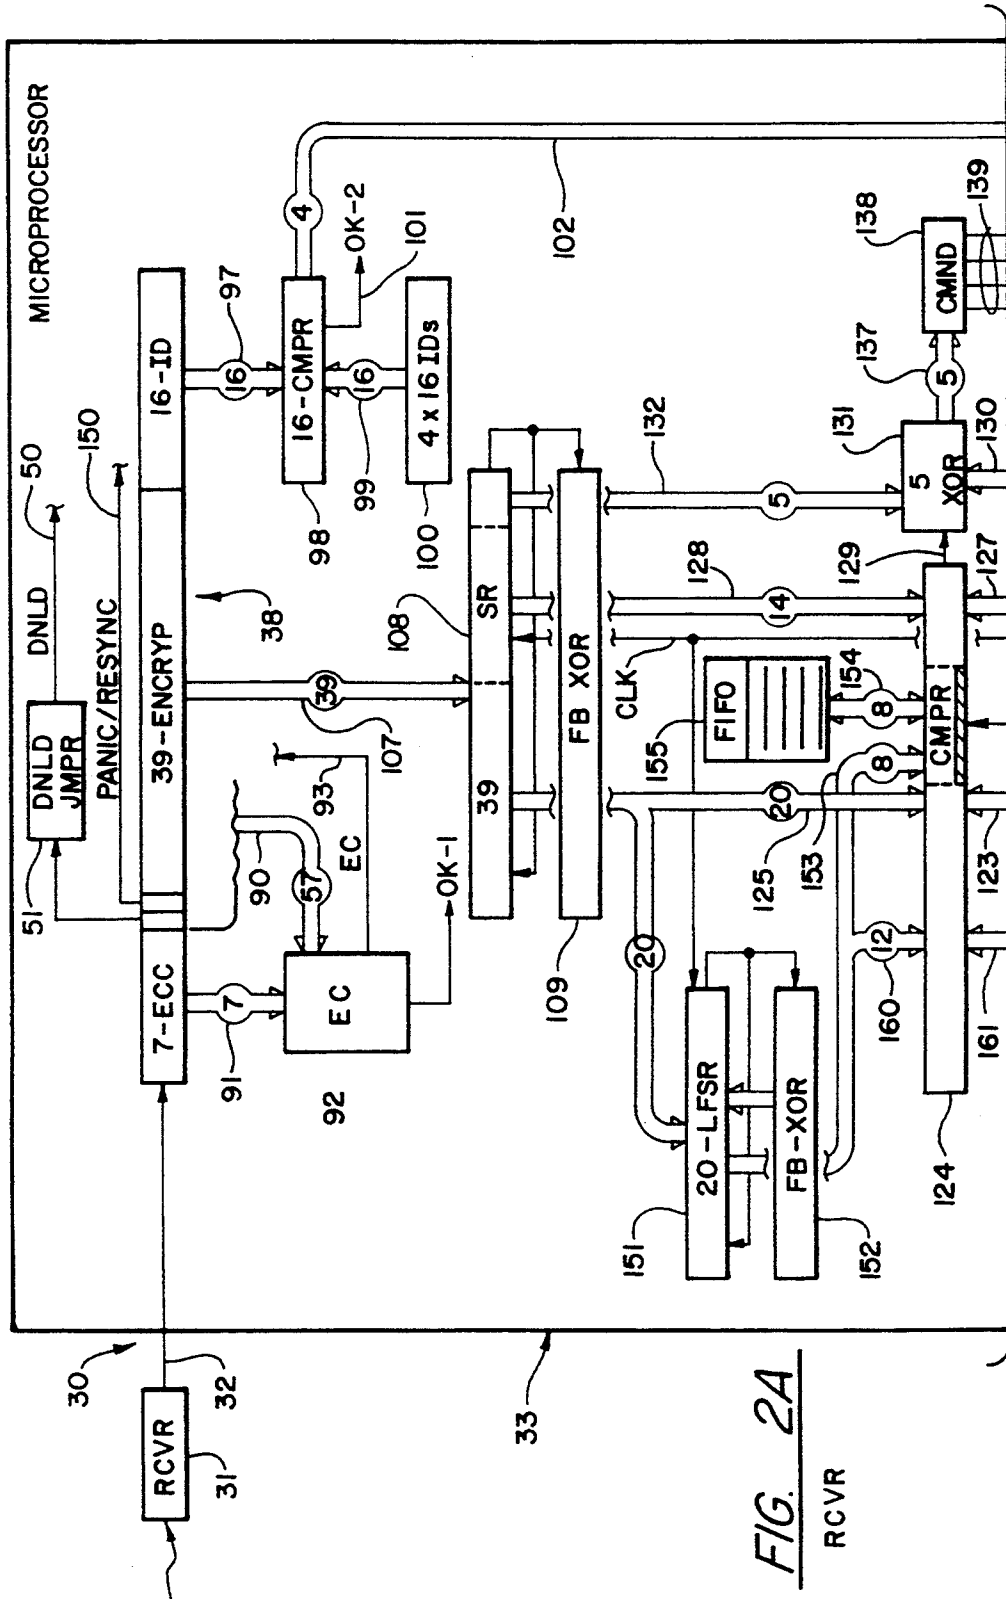 MICROPROCESSOR
30
RCVR
31
32
33
51
DNLD
JMPR
DNLD
50
PANIC/RESYNC
150
7-ECC
39-ENCRYP
16-ID
38
91
7
90
57
92
EC
93
EC
OK-1
107
39
97
16
98
16-CMPR
4
99
16
100
4 x 16 IDs
101
OK-2
102
108
39
SR
109
FB XOR
20
151
20-LFSR
152
FB-XOR
CLK
155
FIFO
128
14
132
5
125
20
153
8
154
8
160
12
124
CMPR
129
131
5
XOR
137
5
138
CMND
139
161
123
127
130
FIG. 2A
RCVR